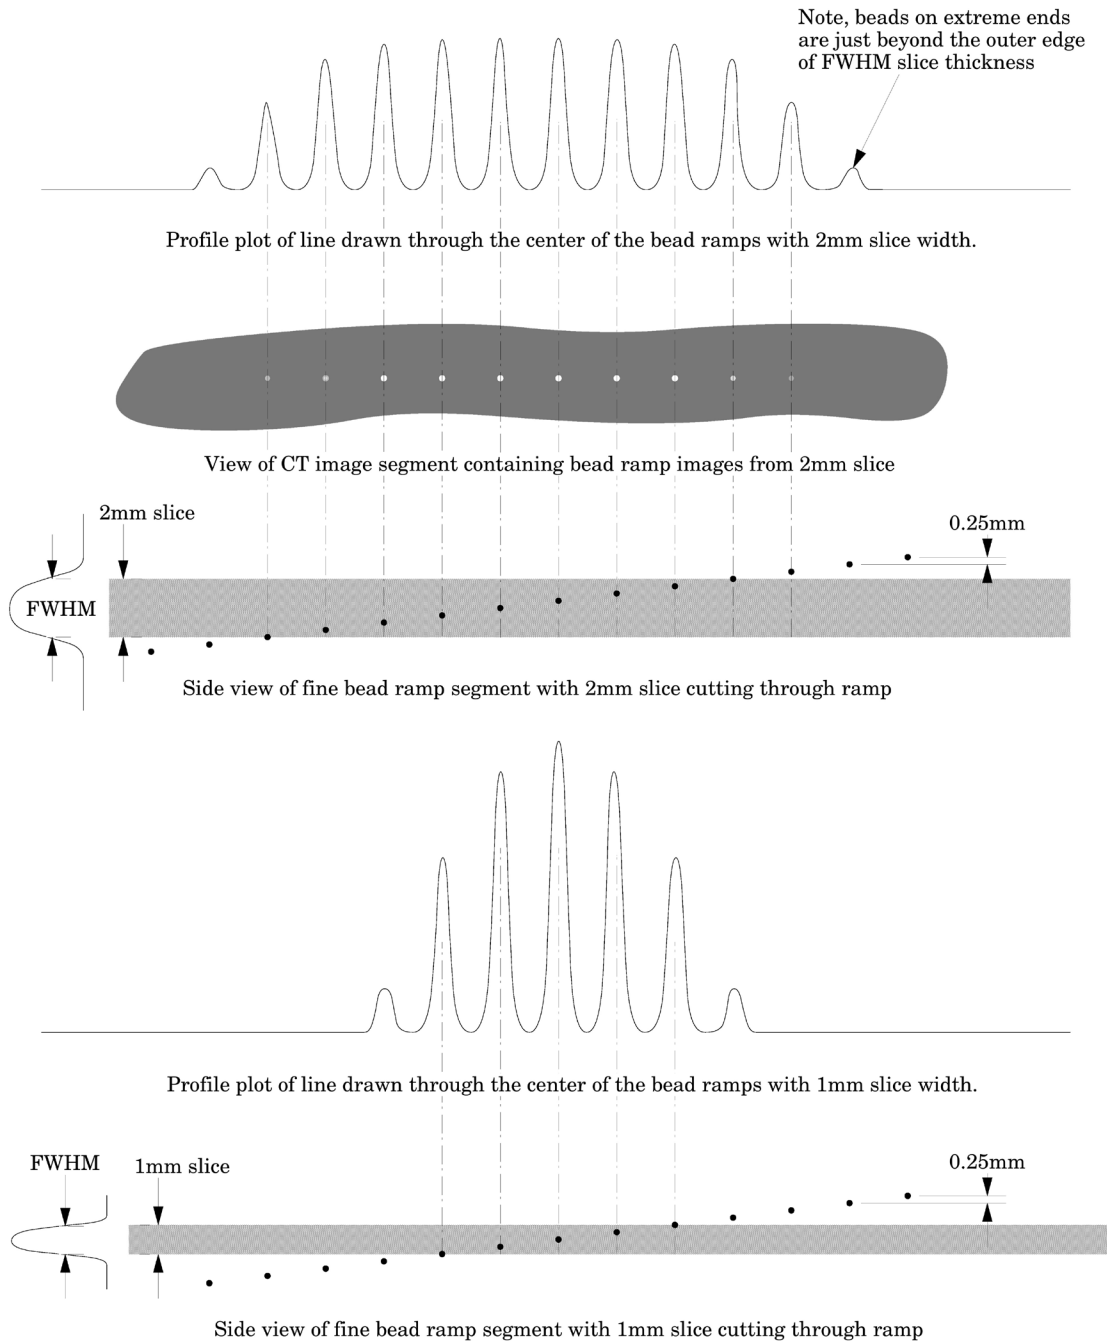 Note, beads on extreme ends
are just beyond the outer edge
of FWHM slice thickness
Profile plot of line drawn through the center of the bead ramps with 2mm slice width.
View of CT image segment containing bead ramp images from 2mm slice
2mm slice
0.25mm
FWHM
Side view of fine bead ramp segment with 2mm slice cutting through ramp
Profile plot of line drawn through the center of the bead ramps with 1mm slice width.
FWHM
1mm slice
0.25mm
Side view of fine bead ramp segment with 1mm slice cutting through ramp